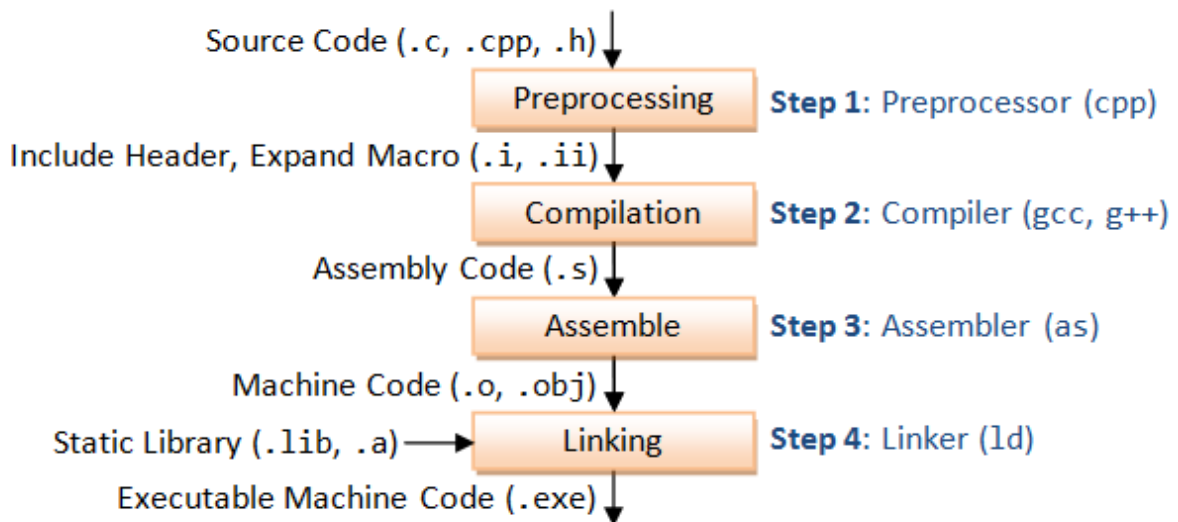 Source Code (.c, .cpp, .h)
Preprocessing
Step 1: Preprocessor (cpp)
Include Header, Expand Macro (.i, .ii)
Compilation
Step 2: Compiler (gcc, g++)
Assembly Code (.s)
Assemble
Step 3: Assembler (as)
Machine Code (.o, .obj)
Static Library (.lib, .a)
Linking
Step 4: Linker (ld)
Executable Machine Code (.exe)